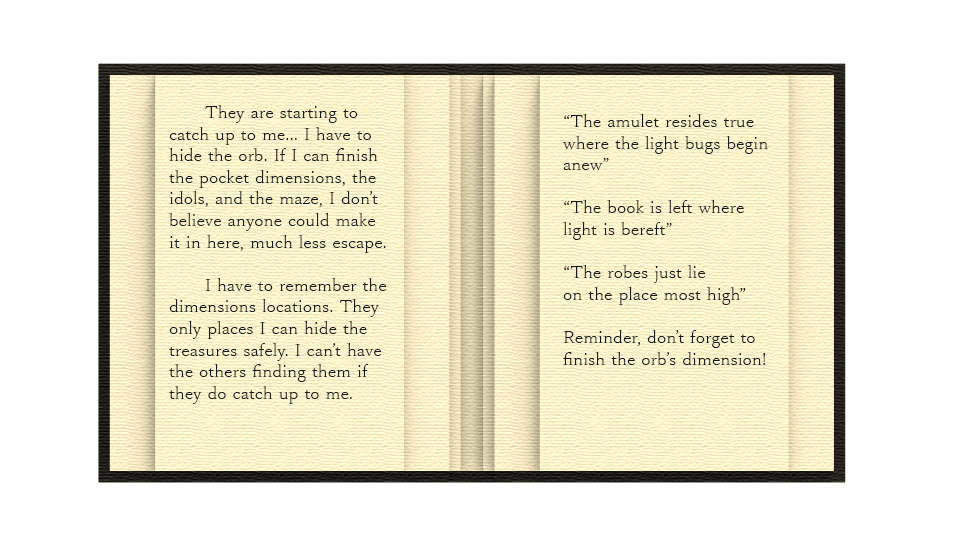 They are starting to
catch up to me... I have to
hide the orb. If I can finish
the pocket dimensions, the
idols, and the maze, I don't
believe anyone could make
it in here, much less escape.
I have to remember the
dimensions locations. They
only places I can hide the
treasures safely. I can't have
the others finding them if
they do catch up to me.
“The amulet resides true
where the light bugs begin
anew”
“The book is left where
light is bereft”
“The robes just lie
on the place most high”
Reminder, don't forget to
finish the orb's dimension!